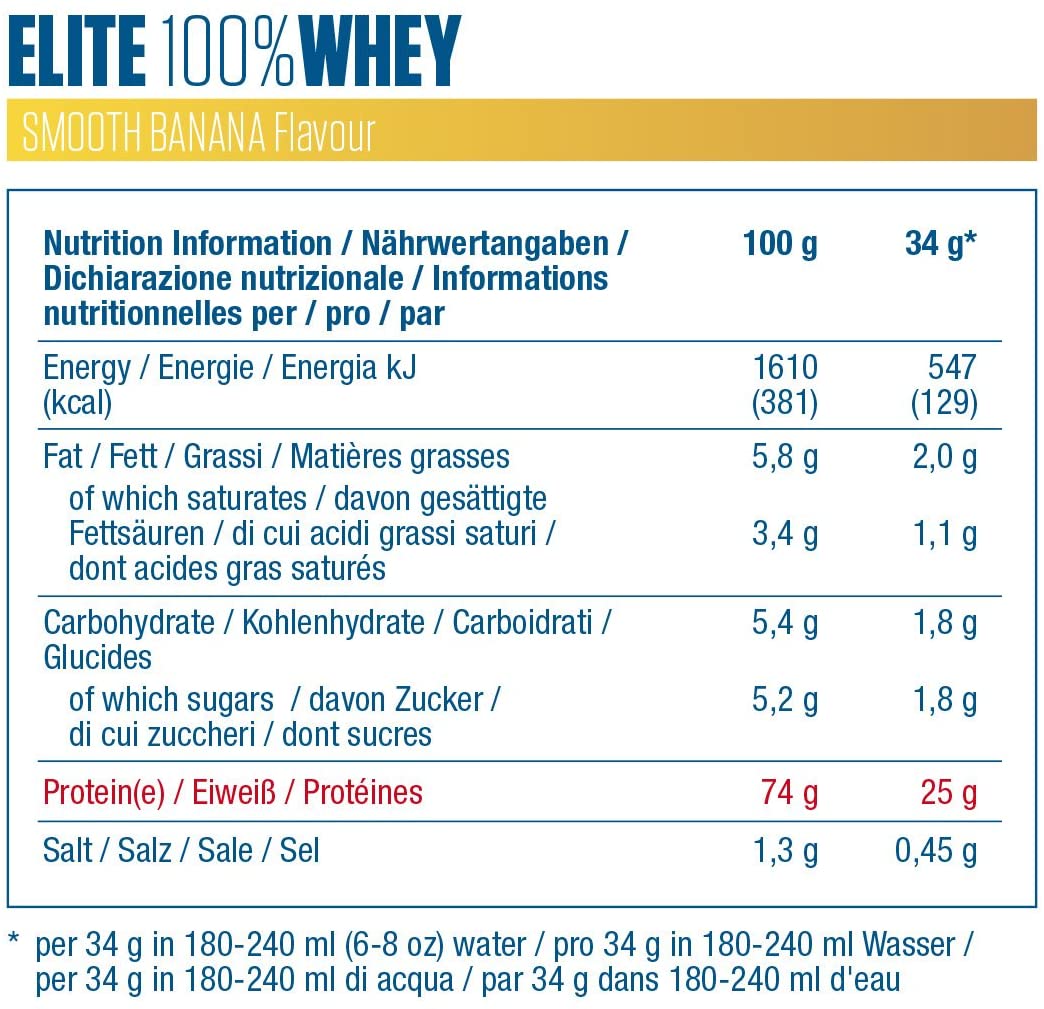 ELITE 100% WHEY
SMOOTH BANANA Flavour
Nutrition Information / Nährwertangaben / 100 g 34 g*
Dichiarazione nutrizionale / Informations
nutritionnelles per / pro / par
Energy / Energie / Energia kJ 1610 547
(kcal) (381) (129)
Fat / Fett / Grassi / Matières grasses 5,8 g 2,0 g
of which saturates / davon gesättigte
Fettsäuren / di cui acidi grassi saturi / 3,4 g 1,1 g
dont acides gras saturés
Carbohydrate / Kohlenhydrate / Carboidrati / 5,4 g 1,8 g
Glucides
of which sugars / davon Zucker / 5,2 g 1,8 g
di cui zuccheri / dont sucres
Protein(e) / Eiweiß / Protéines 74 g 25 g
Salt / Salz / Sale / Sel 1,3 g 0,45 g
* per 34 g in 180-240 ml (6-8 oz) water / pro 34 g in 180-240 ml Wasser /
per 34 g in 180-240 ml di acqua / par 34 g dans 180-240 ml d'eau